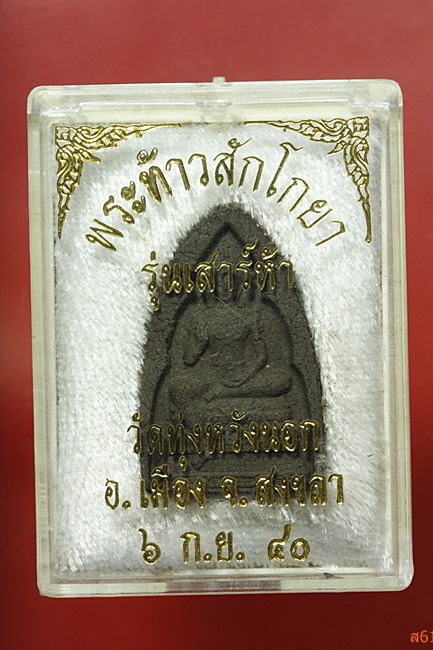 พระท้าวสักโกยา
รุ่นเสาร์ห้า
วัดทุ่งหวังนอก
อ.เมือง จ.สงขลา
๖ ก.ย. ๔๐